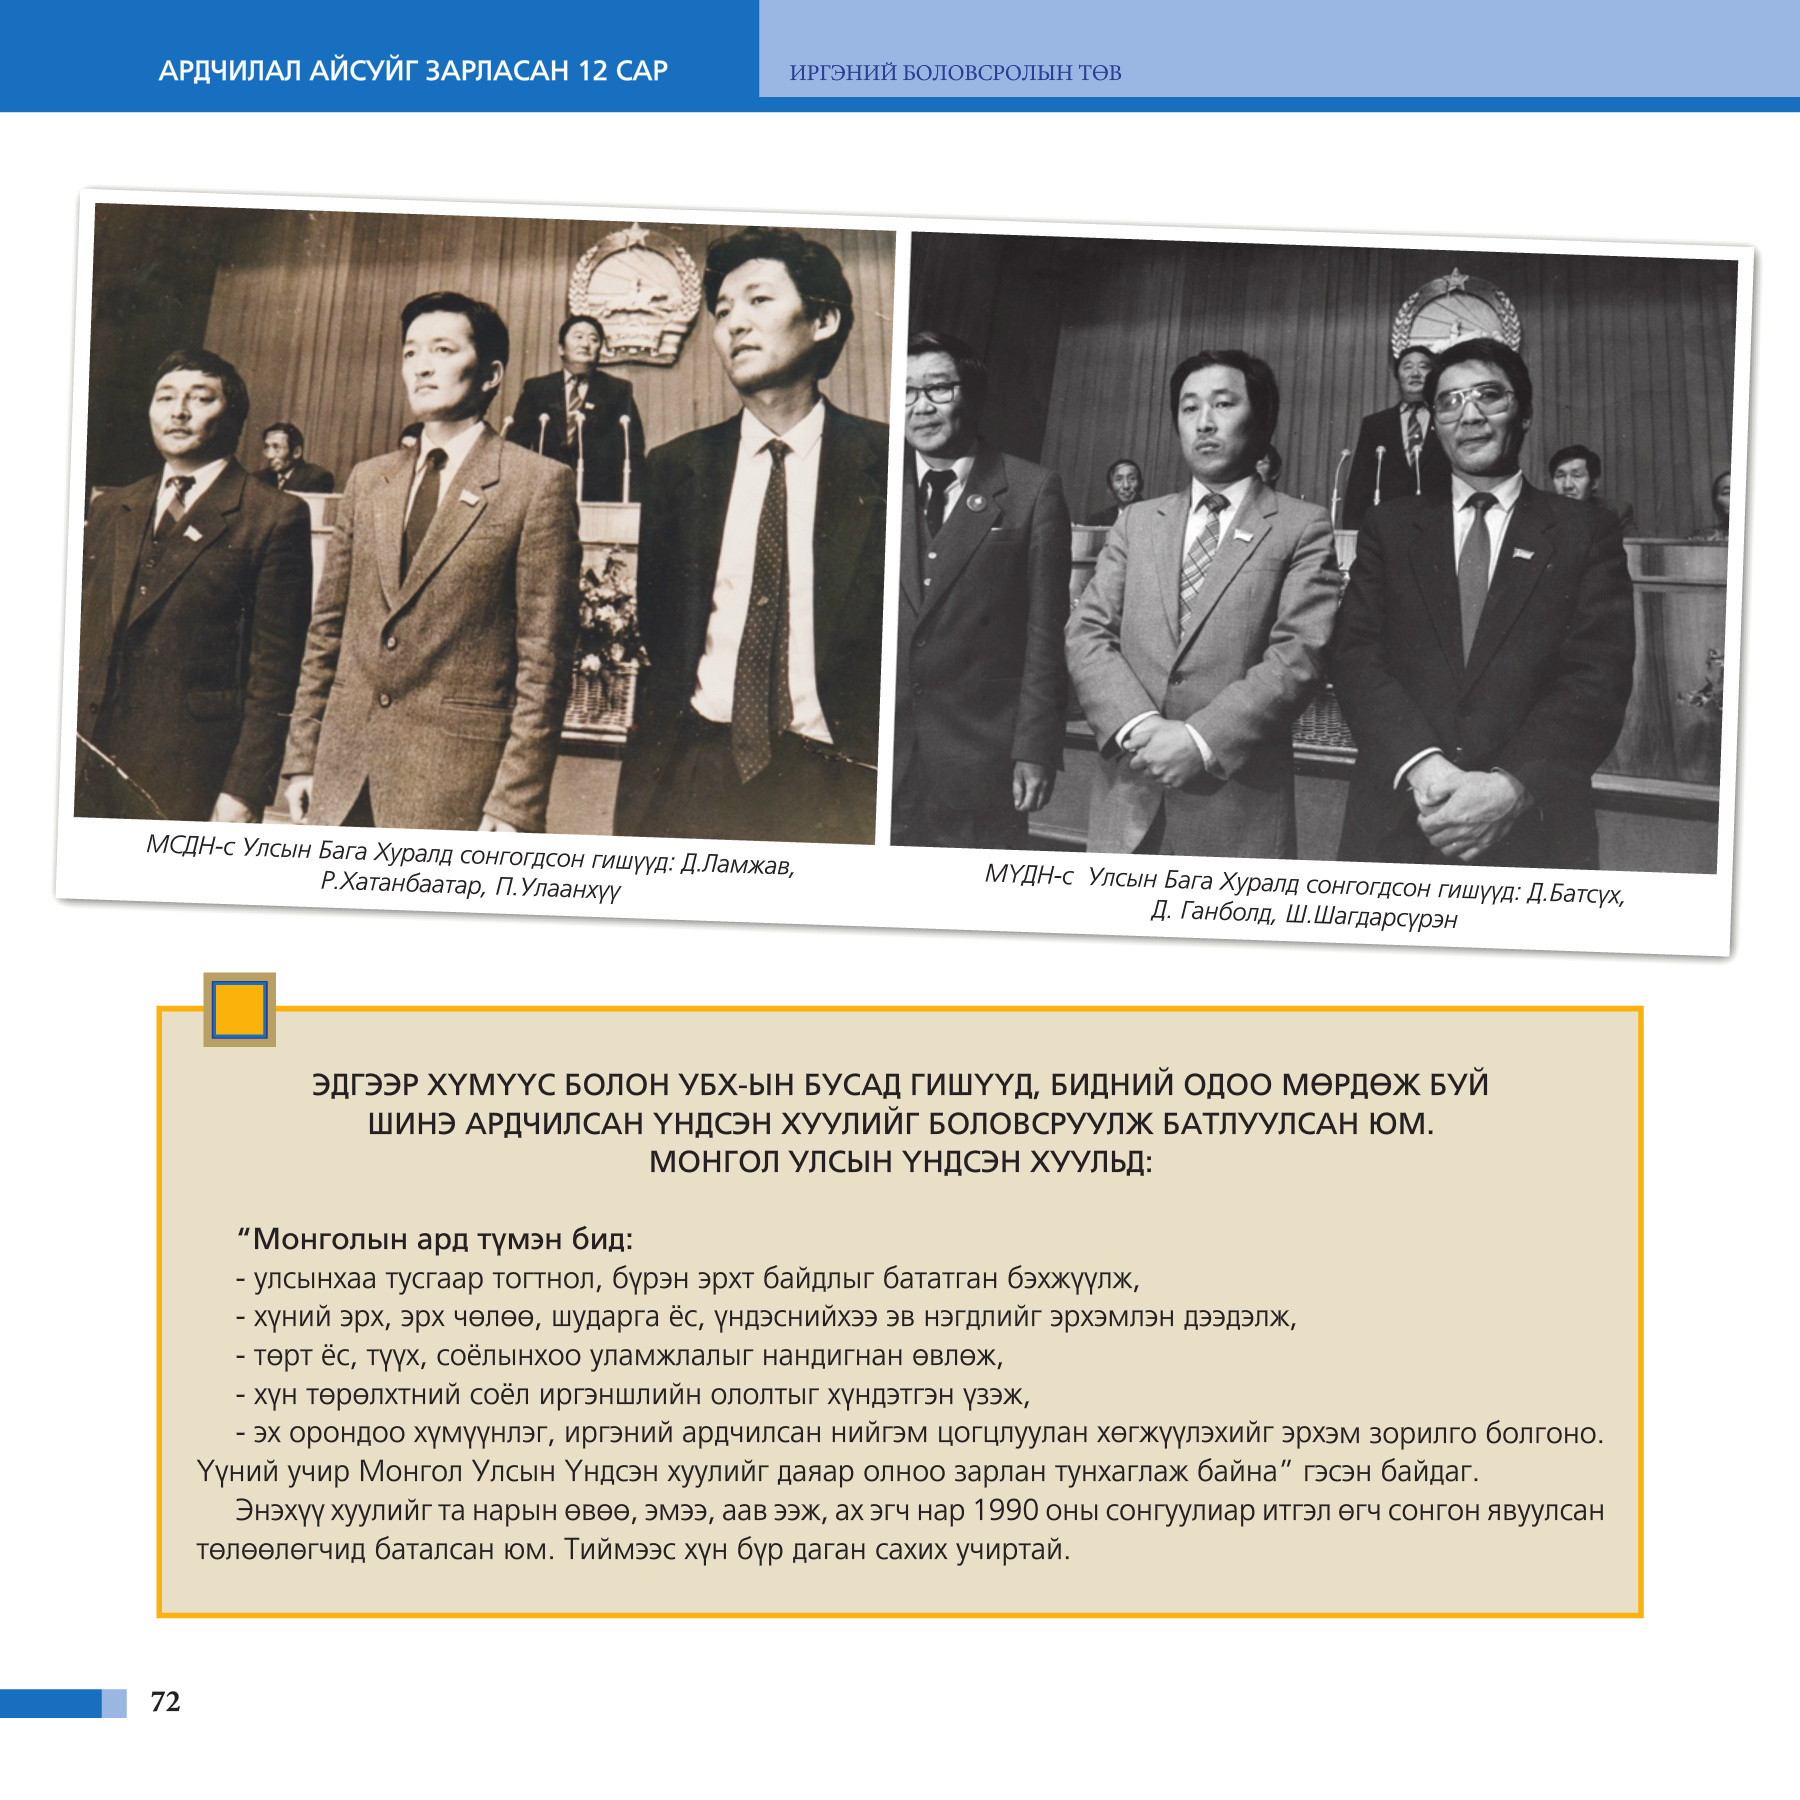 АРДЧИЛАЛ АЙСУЙГ ЗАРЛАСАН 12 САР
ИРГЭНИЙ БОЛОВСРОЛЫН ТӨВ
МСДН-с Улсын Бага Хуралд сонгогдсон гишүүд: Д.Ламжав,
Р.Хатанбаатар, П.Улаанхүү
МҮДН-с Улсын Бага Хуралд сонгогдсон гишүүд: Д.Батсүх,
Д. Ганболд, Ш.Шагдарсүрэн
ЭДГЭЭР ХҮМҮҮС БОЛОН УБХ-ЫН БУСАД ГИШҮҮД, БИДНИЙ ОДОО МӨРДӨЖ БУЙ
ШИНЭ АРДЧИЛСАН ҮНДСЭН ХУУЛИЙГ БОЛОВСРУУЛЖ БАТЛУУЛСАН ЮМ.
МОНГОЛ УЛСЫН ҮНДСЭН ХУУЛЬД:
“Монголын ард түмэн бид:
- улсынхаа тусгаар тогтнол, бүрэн эрхт байдлыг бататган бэхжүүлж,
- хүний эрх, эрх чөлөө, шударга ёс, үндэснийхээ эв нэгдлийг эрхэмлэн дээдэлж,
- төрт ёс, түүх, соёлынхоо уламжлалыг нандигнан өвлөж,
- хүн төрөлхтний соёл иргэншлийн ололтыг хүндэтгэн үзэж,
- эх орондоо хүмүүнлэг, иргэний ардчилсан нийгэм цогцлуулан хөгжүүлэхийг эрхэм зорилго болгоно.
Үүний учир Монгол Улсын Үндсэн хуулийг даяар олноо зарлан тунхаглаж байна” гэсэн байдаг.
Энэхүү хуулийг та нарын өвөө, эмээ, аав ээж, ах эгч нар 1990 оны сонгуулиар итгэл өгч сонгон явуулсан
төлөөлөгчид баталсан юм. Тиймээс хүн бүр даган сахих учиртай.
72